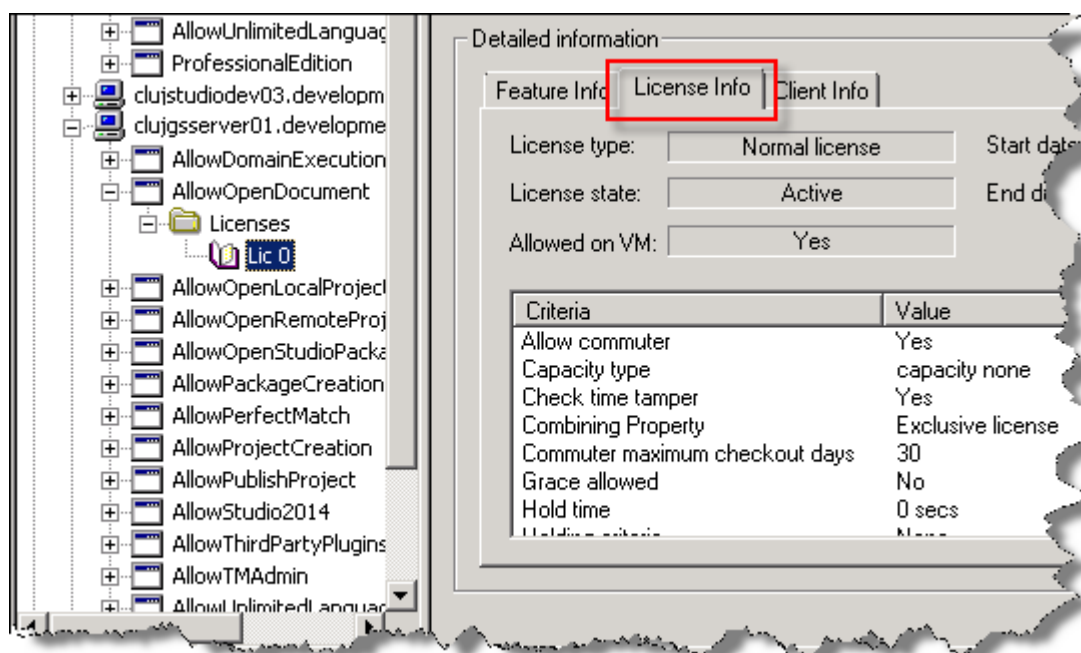 AllowUnlimitedLanguag
ProfessionalEdition
clujstudiodev03.developm
clujgsserver01.developme
AllowDomainExecution
AllowOpenDocument
Licenses
Lic 0
AllowOpenLocalProject
AllowOpenRemoteProj
AllowOpenStudioPacka
AllowPackageCreation
AllowPerfectMatch
AllowProjectCreation
AllowPublishProject
AllowStudio2014
AllowThirdPartyPlugins
AllowTMAdmin
AllowUnlimitedLanguag
Detailed information
Feature Info License Info Client Info
License type: Normal license Start date
License state: Active End d
Allowed on VM: Yes
Criteria Value
Allow commuter Yes
Capacity type capacity none
Check time tamper Yes
Combining Property Exclusive license
Commuter maximum checkout days 30
Grace allowed No
Hold time 0 secs
Holding criteria None